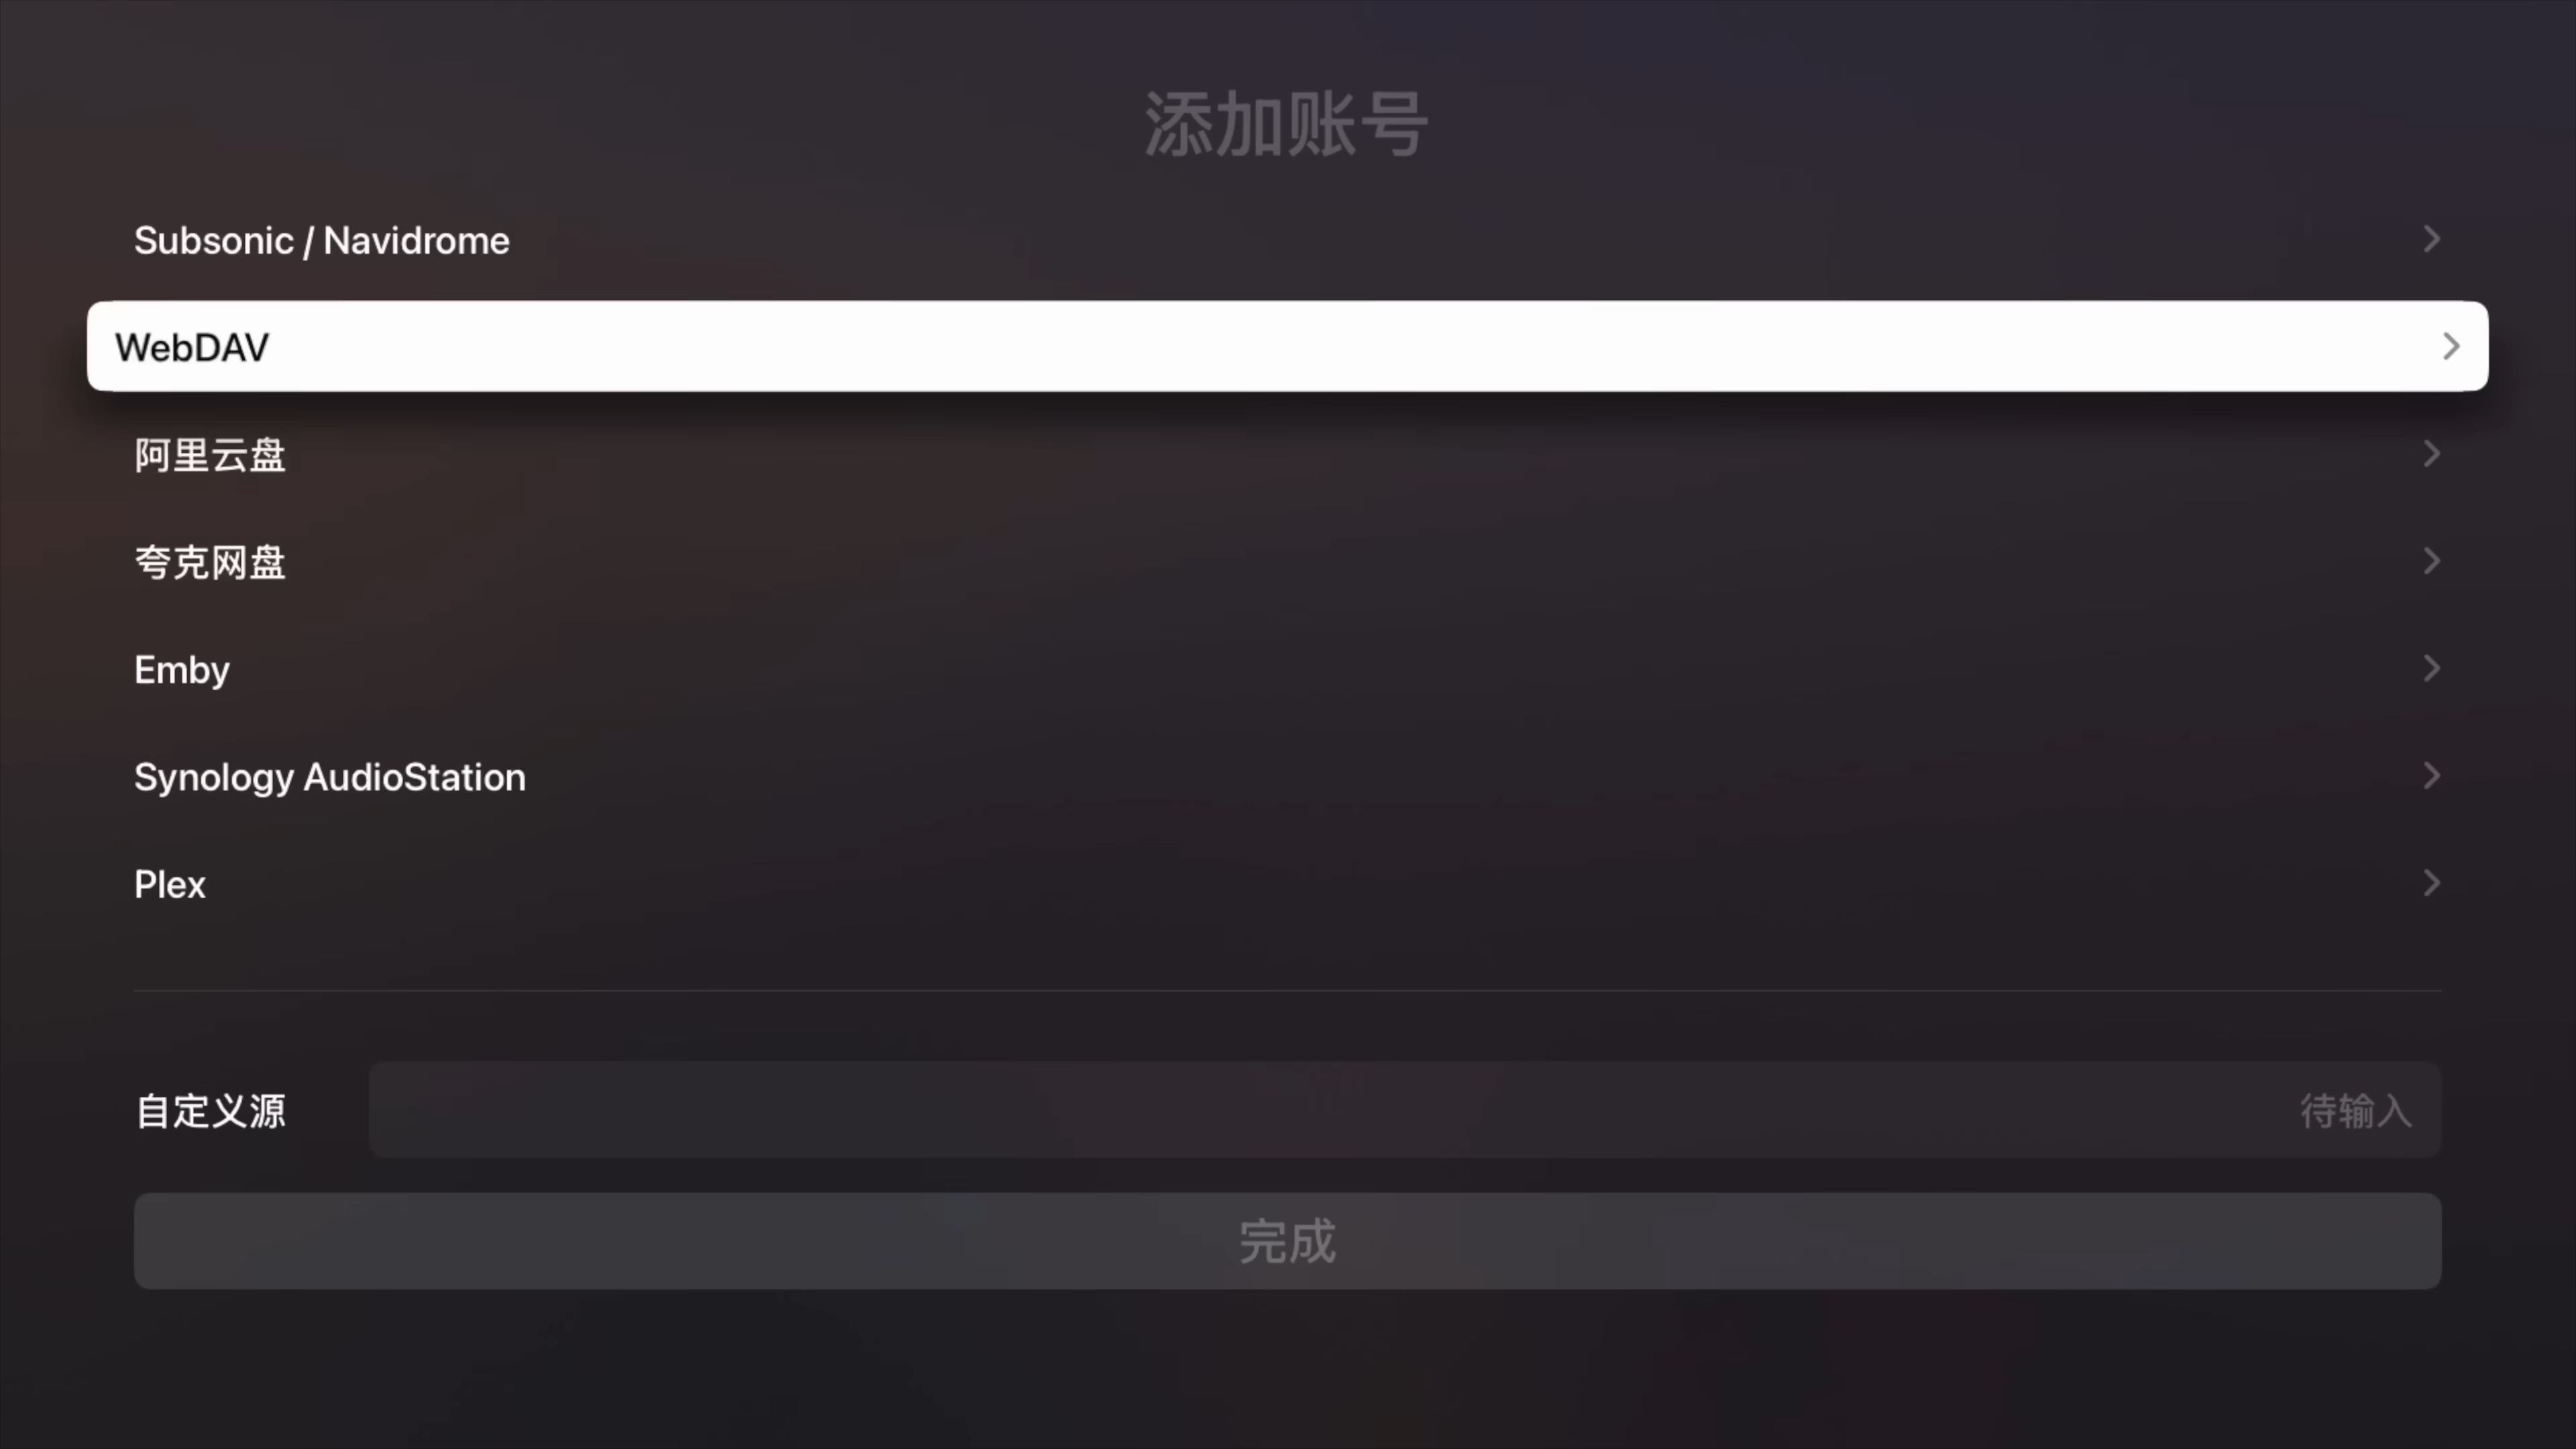 添加账号
Subsonic / Navidrome
WebDAV
阿里云盘
夸克网盘
Emby
Synology AudioStation
Plex
自定义源 待输入
完成